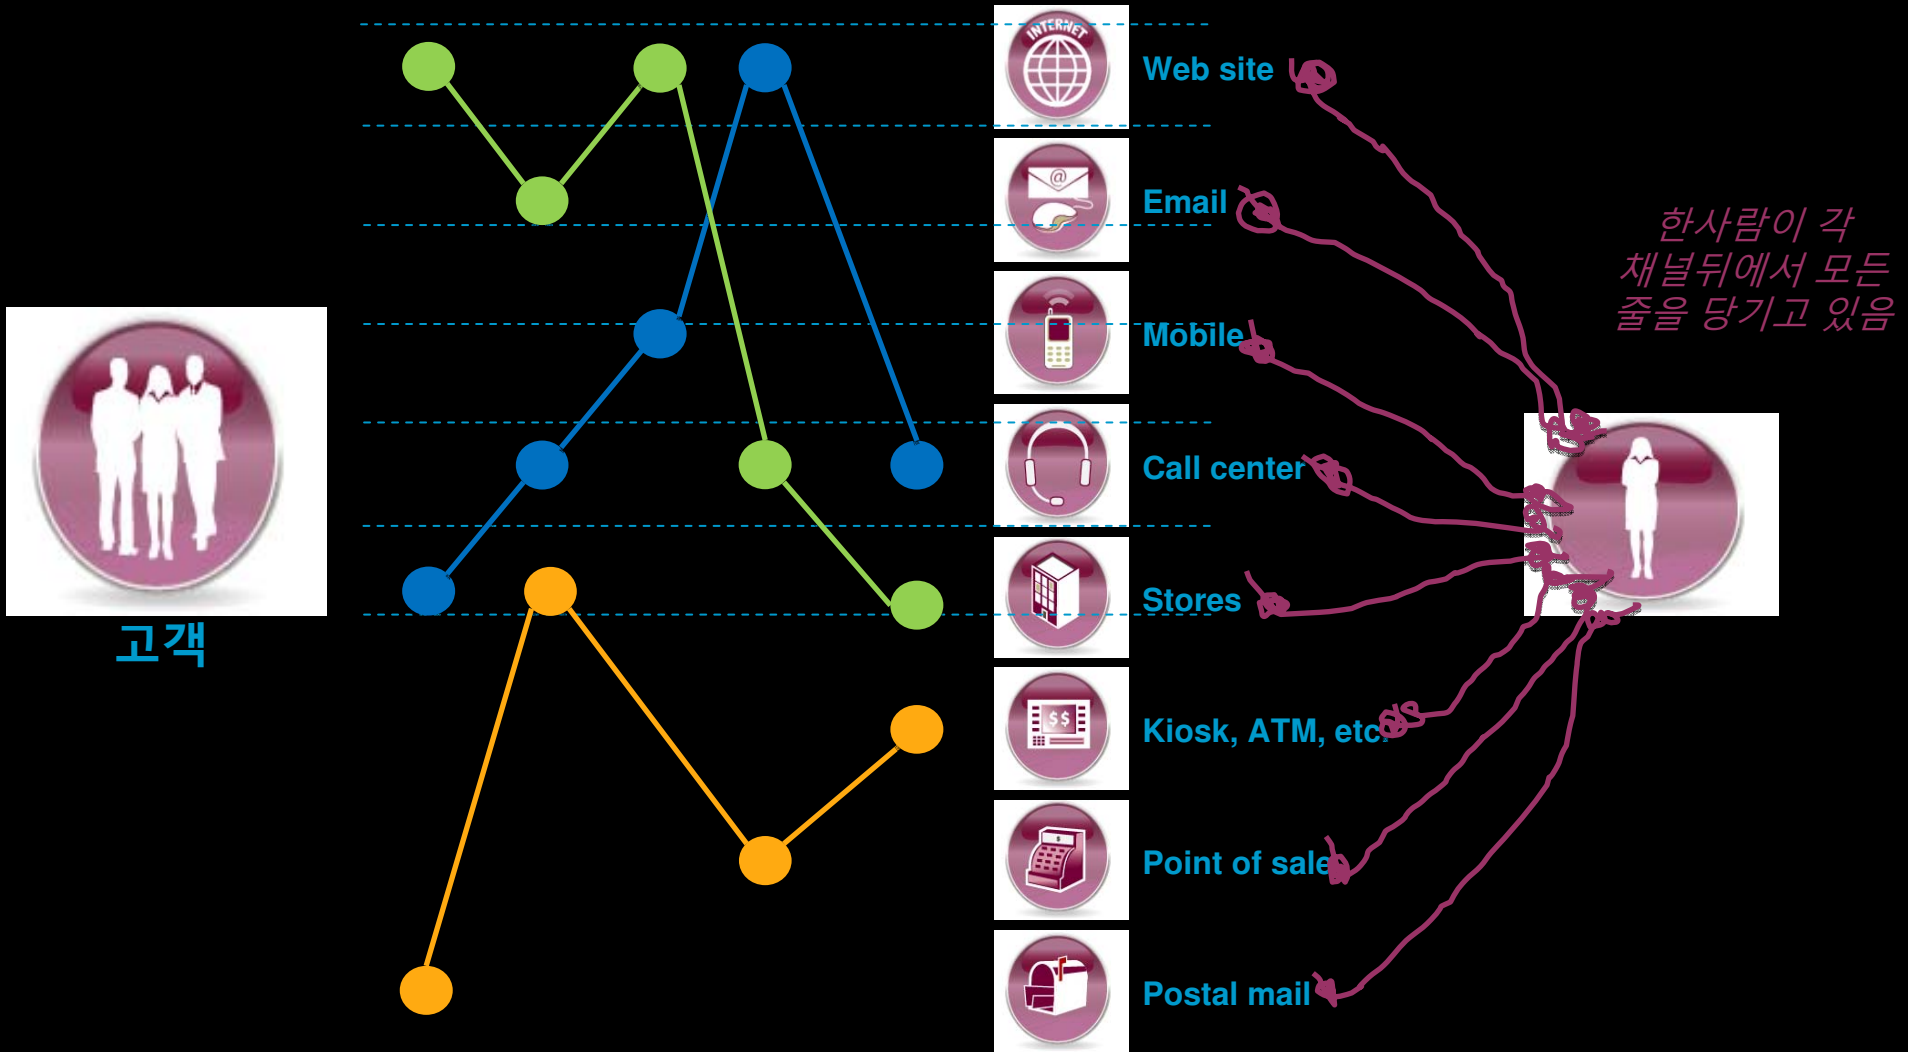 INTERNET
Web site
@
Email
한사람이 각
채널뒤에서 모든
줄을 당기고 있음
Mobile
Call center
고객
Stores
$$
Kiosk, ATM, etc.
$
Point of sale
Postal mail